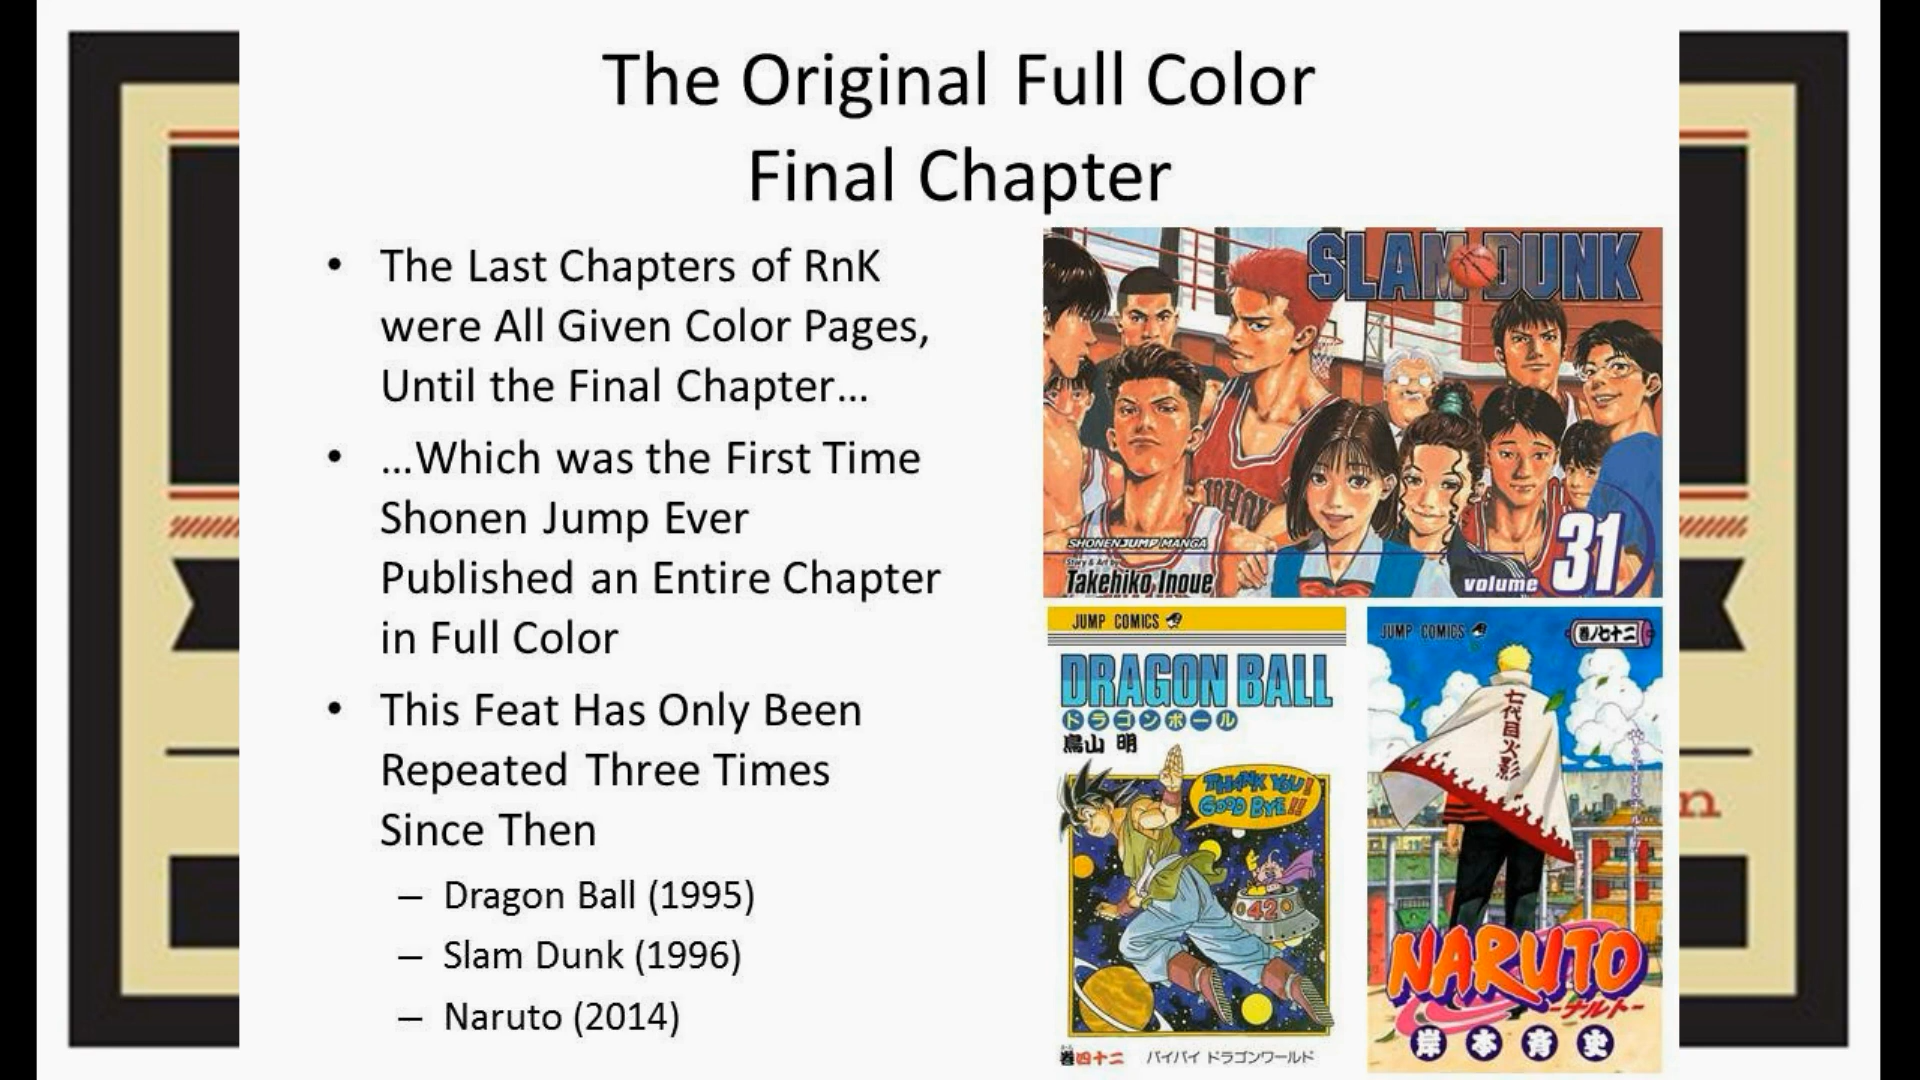 The Original Full Color
Final Chapter
• The Last Chapters of RnK
were All Given Color Pages,
Until the Final Chapter...
• ...Which was the First Time
Shonen Jump Ever
Published an Entire Chapter
in Full Color
• This Feat Has Only Been
Repeated Three Times
Since Then
– Dragon Ball (1995)
– Slam Dunk (1996)
– Naruto (2014)
SLAM DUNK
SHONEN JUMP MANGA
Story & Art by
Takehiko Inoue
volume 31
JUMP COMICS
DRAGON BALL
ドラゴンボール
鳥山 明
THANK YOU!
GOOD BYE!!
042
巻四十二 バイバイ ドラゴンワールド
JUMP COMICS
巻ノ七十二
七代目火影
NARUTO
-ナルト-
岸本斉史
n